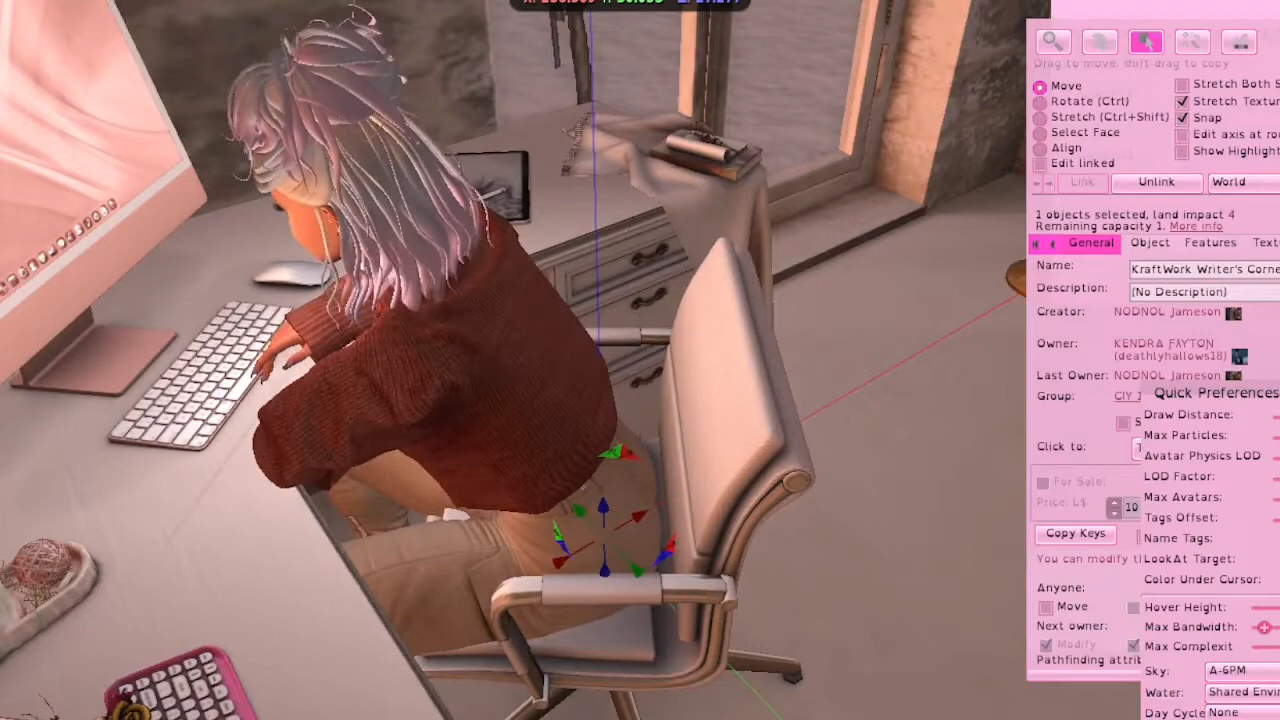 Drag to move, shift-drag to copy
Move
Stretch Both S
Rotate (Ctrl)
Stretch Textur
Stretch (Ctrl+Shift)
Snap
Select Face
Edit axis at ro
Align
Show Highlight
Edit linked
Link
Unlink
World
1 objects selected, land impact 4
Remaining capacity 1. More info
General
Object
Features
Text
Name:
KraftWork Writer's Corne
Description:
(No Description)
Creator:
NODNOL Jameson
Owner:
KENDRA FAYTON
(deathlyhallows18)
Last Owner:
NODNOL Jameson
Group:
Quick Preferences
Draw Distance:
Max Particles:
Click to:
Avatar Physics LOD
LOD Factor:
For Sale:
Max Avatars:
Price: L$
10
Tags Offset:
Copy Keys
Name Tags:
You can modify t
LookAt Target:
Color Under Cursor:
Anyone:
Move
Hover Height:
Next owner:
Max Bandwidth:
Modify
Max Complexit
Pathfinding attrib
Sky:
A-6PM
Water:
Shared Envir
Day Cycle
None